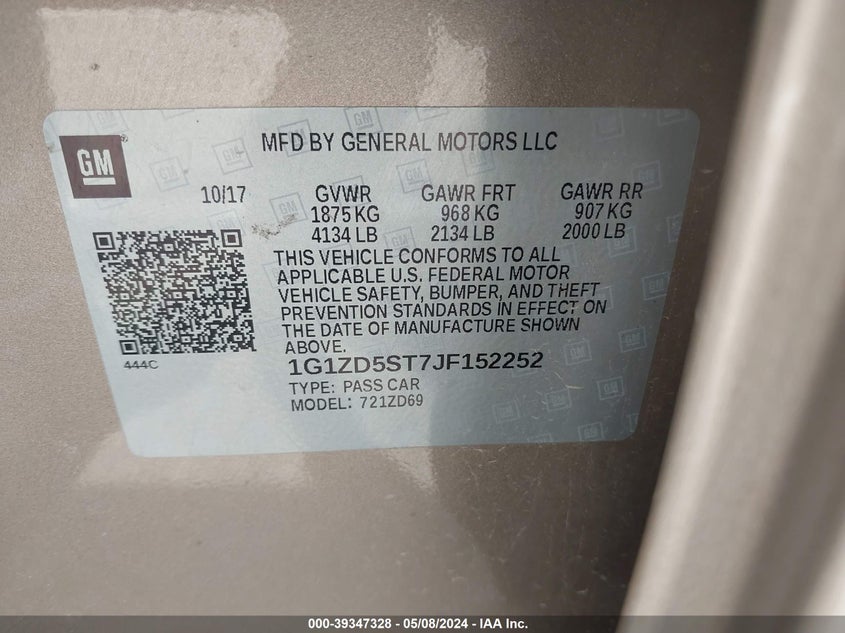 GM
MFD BY GENERAL MOTORS LLC
10/17 GVWR GAWR FRT GAWR RR
1875 KG 968 KG 907 KG
4134 LB 2134 LB 2000 LB
THIS VEHICLE CONFORMS TO ALL
APPLICABLE U.S. FEDERAL MOTOR
VEHICLE SAFETY, BUMPER, AND THEFT
PREVENTION STANDARDS IN EFFECT ON
THE DATE OF MANUFACTURE SHOWN
ABOVE.
444C
1G1ZD5ST7JF152252
TYPE: PASS CAR
MODEL: 721ZD69
000-39347328 - 05/08/2024 - IAA Inc.